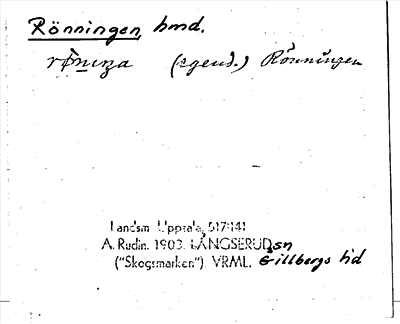 Rönningen, hmd.
(egend.) Rönningen
Landsm. Uppsala, 517:141
A. Rudin. 1903. LÅNGSERUD sn
("Skogsmarken"). VRML. Gillbergs hd